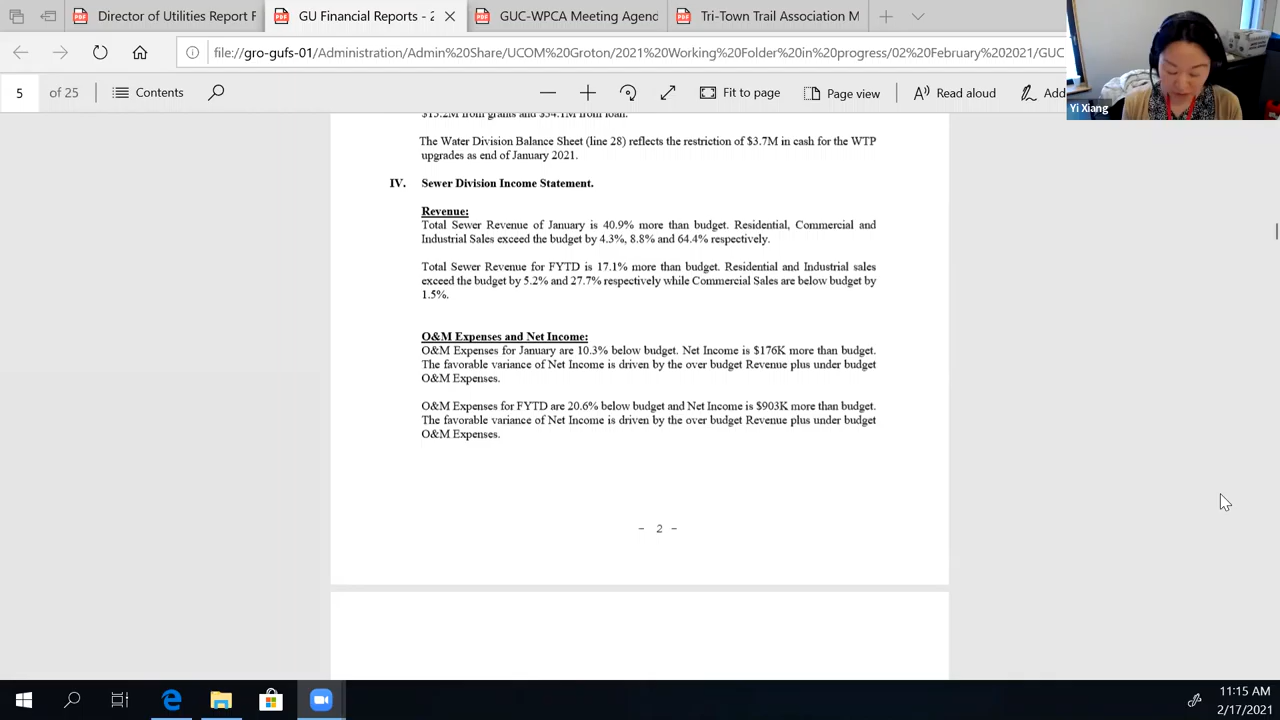 Director of Utilities Report F
GU Financial Reports - 2
GUC-WPCA Meeting Agend
Tri-Town Trail Association M
file://gro-gufs-01/Administration/Admin%20Share/UCOM%20Groton/2021%20Working%20Folder%20in%20progress/02%20February%202021/GUC
5 of 25
Contents
Fit to page
Page view
Read aloud
Add
Yi Xiang
$15.2M from grants and $34.1M from loan.
The Water Division Balance Sheet (line 28) reflects the restriction of $3.7M in cash for the WTP
upgrades as end of January 2021.
IV. Sewer Division Income Statement.
Revenue:
Total Sewer Revenue of January is 40.9% more than budget. Residential, Commercial and
Industrial Sales exceed the budget by 4.3%, 8.8% and 64.4% respectively.
Total Sewer Revenue for FYTD is 17.1% more than budget. Residential and Industrial sales
exceed the budget by 5.2% and 27.7% respectively while Commercial Sales are below budget by
1.5%.
O&M Expenses and Net Income:
O&M Expenses for January are 10.3% below budget. Net Income is $176K more than budget.
The favorable variance of Net Income is driven by the over budget Revenue plus under budget
O&M Expenses.
O&M Expenses for FYTD are 20.6% below budget and Net Income is $903K more than budget.
The favorable variance of Net Income is driven by the over budget Revenue plus under budget
O&M Expenses.
- 2 -
11:15 AM
2/17/2021